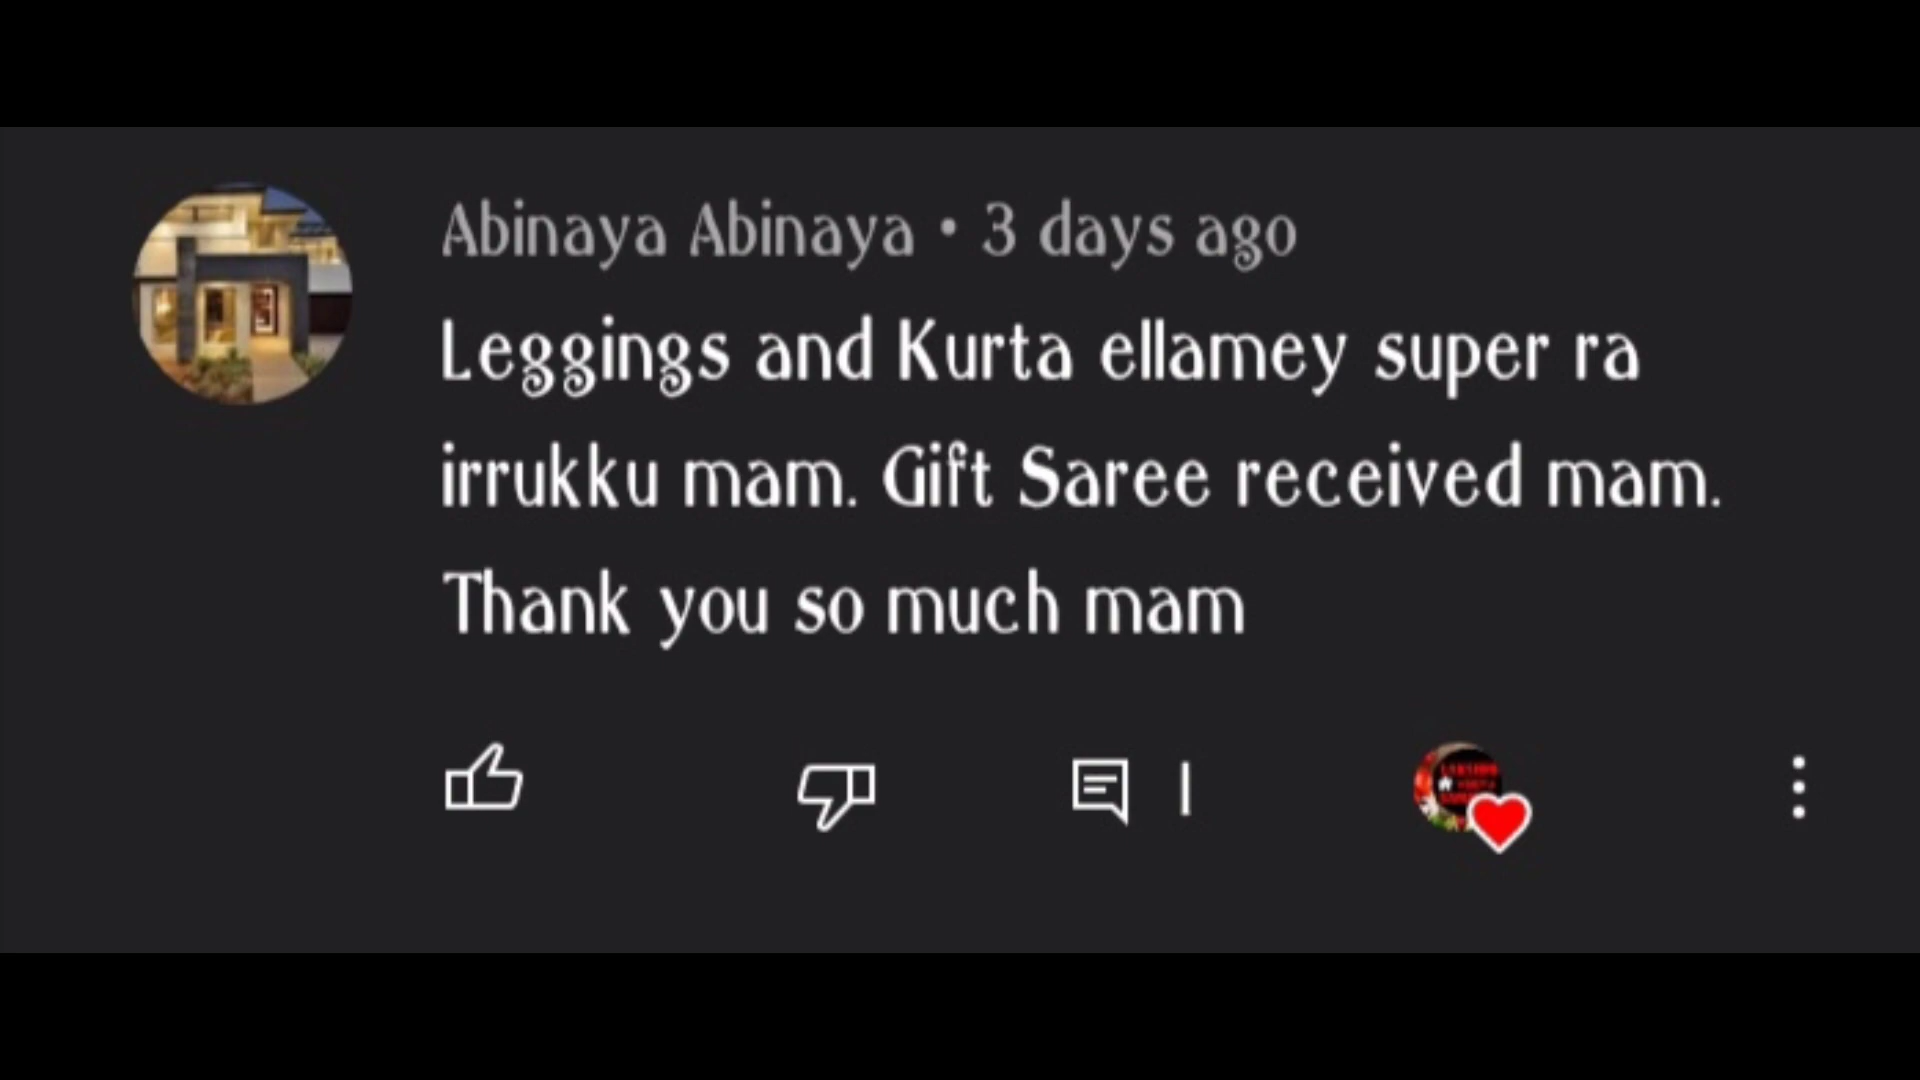 Abinaya Abinaya • 3 days ago
Leggings and Kurta ellamey super ra
irrukku mam. Gift Saree received mam.
Thank you so much mam
1